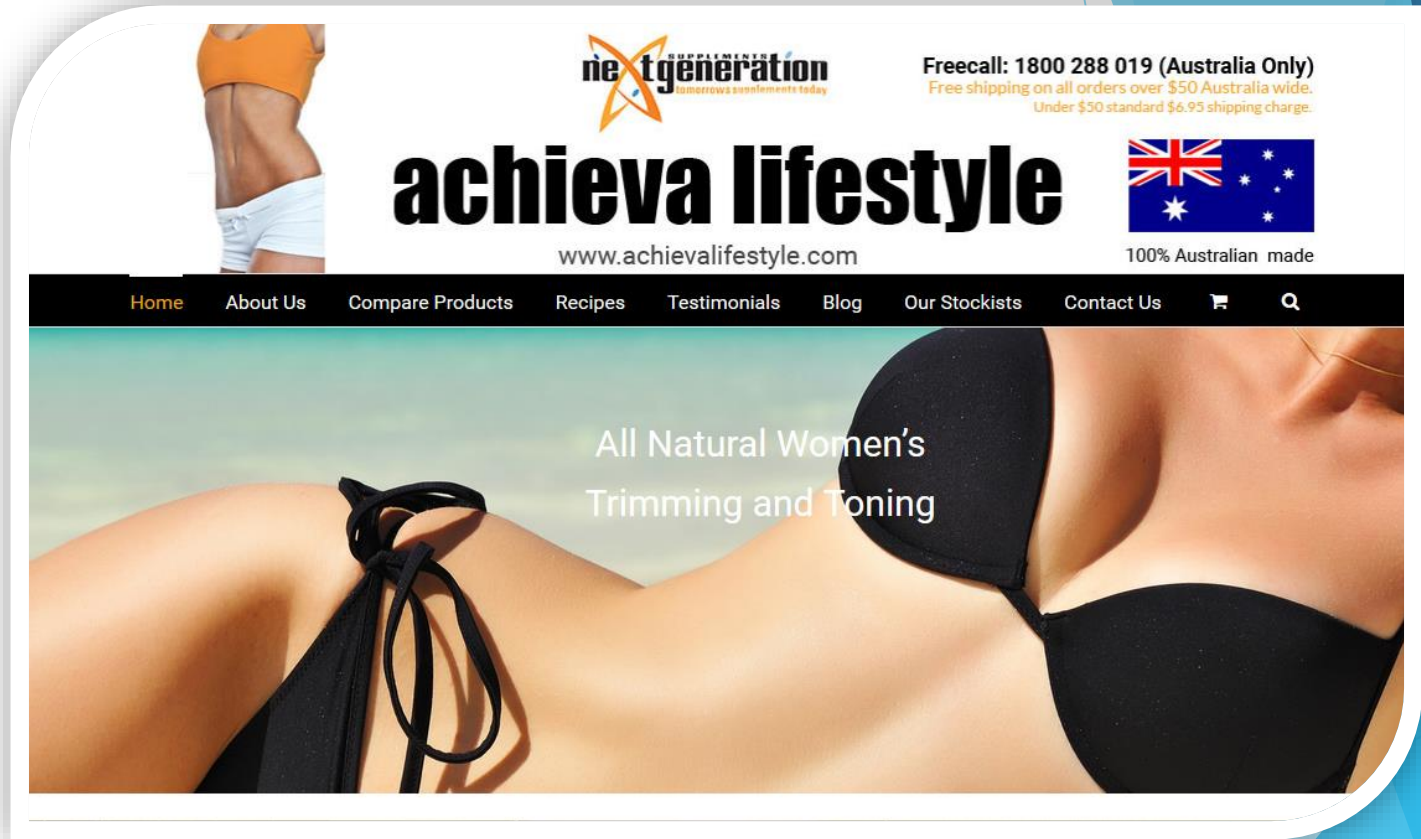 SUPPLEMENTS
nextgeneration
tomorrows supplements today
Freecall: 1800 288 019 (Australia Only)
Free shipping on all orders over $50 Australia wide.
Under $50 standard $6.95 shipping charge.
achieva lifestyle
www.achievalifestyle.com
100% Australian made
Home About Us Compare Products Recipes Testimonials Blog Our Stockists Contact Us
All Natural Women’s
Trimming and Toning